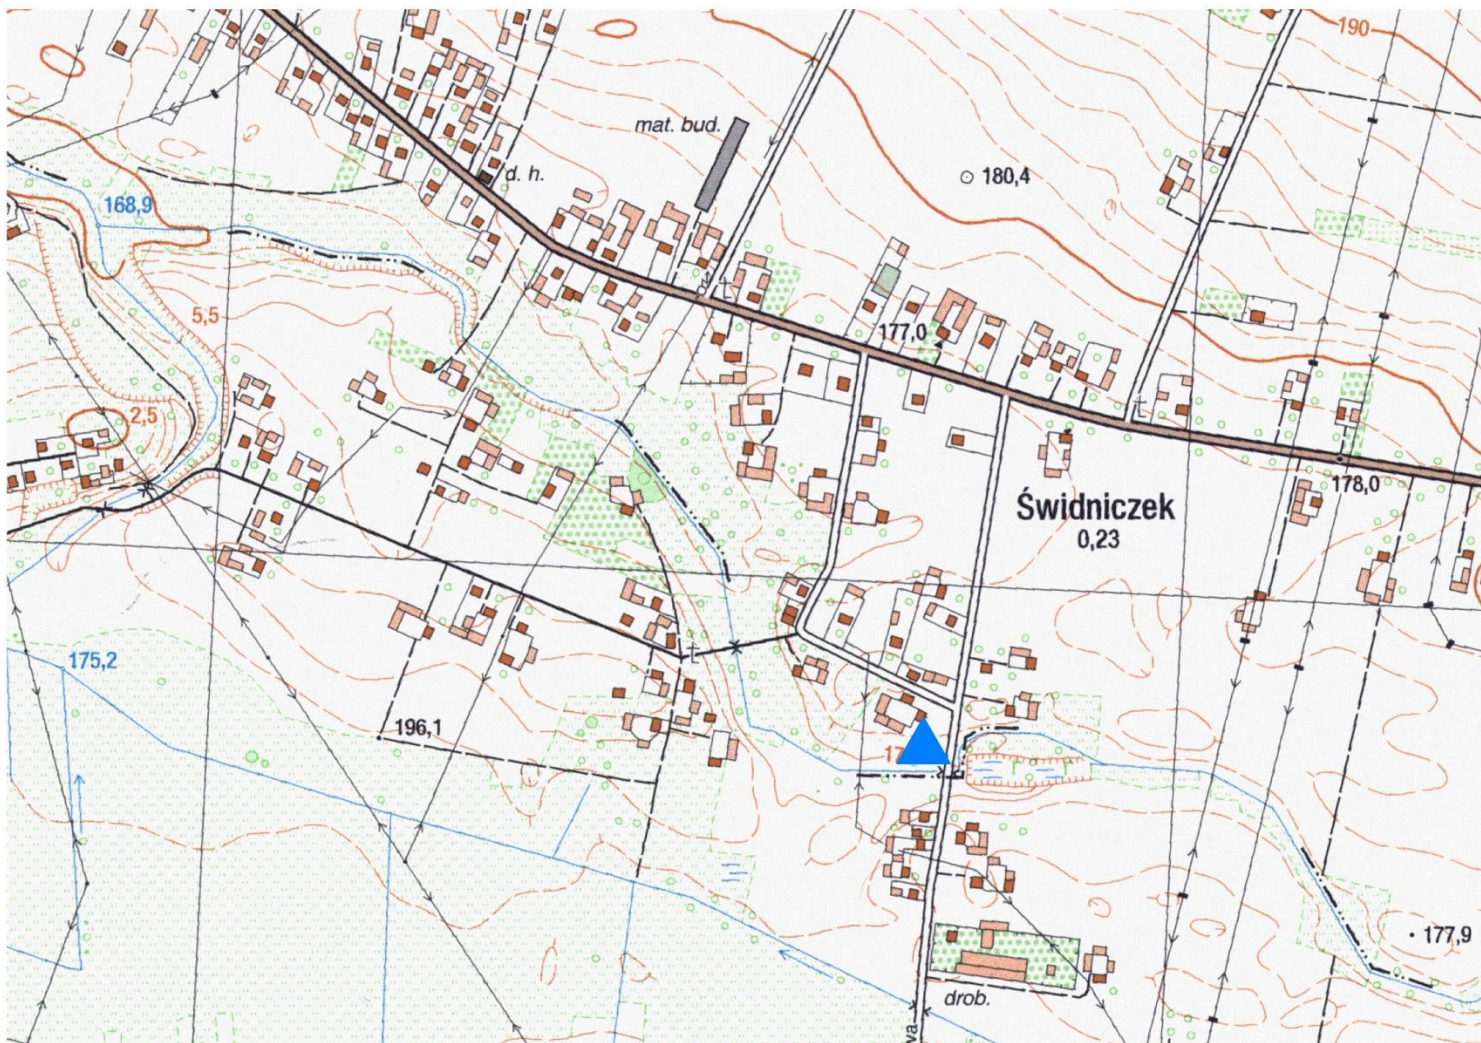 190
mat. bud.
d. h.
180,4
168,9
5,5
177,0
2,5
178,0
Świdniczek
0,23
175,2
196,1
177,9
drob.